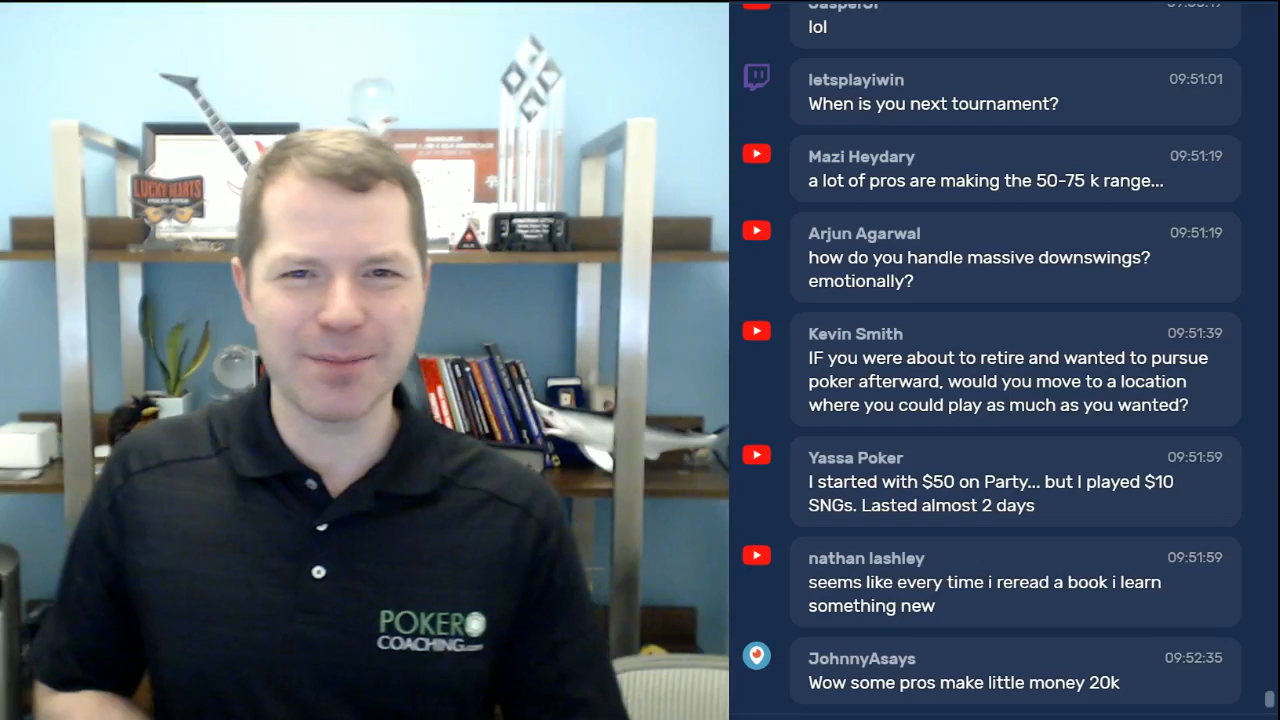 LUCKY HEARTS
POKER
COACHING.com
lol
letsplayiwin
09:51:01
When is you next tournament?
Mazi Heydary
09:51:19
a lot of pros are making the 50-75 k range...
Arjun Agarwal
09:51:19
how do you handle massive downswings?
emotionally?
Kevin Smith
09:51:39
IF you were about to retire and wanted to pursue
poker afterward, would you move to a location
where you could play as much as you wanted?
Yassa Poker
09:51:59
I started with $50 on Party... but I played $10
SNGs. Lasted almost 2 days
nathan lashley
09:51:59
seems like every time i reread a book i learn
something new
JohnnyAsays
09:52:35
Wow some pros make little money 20k